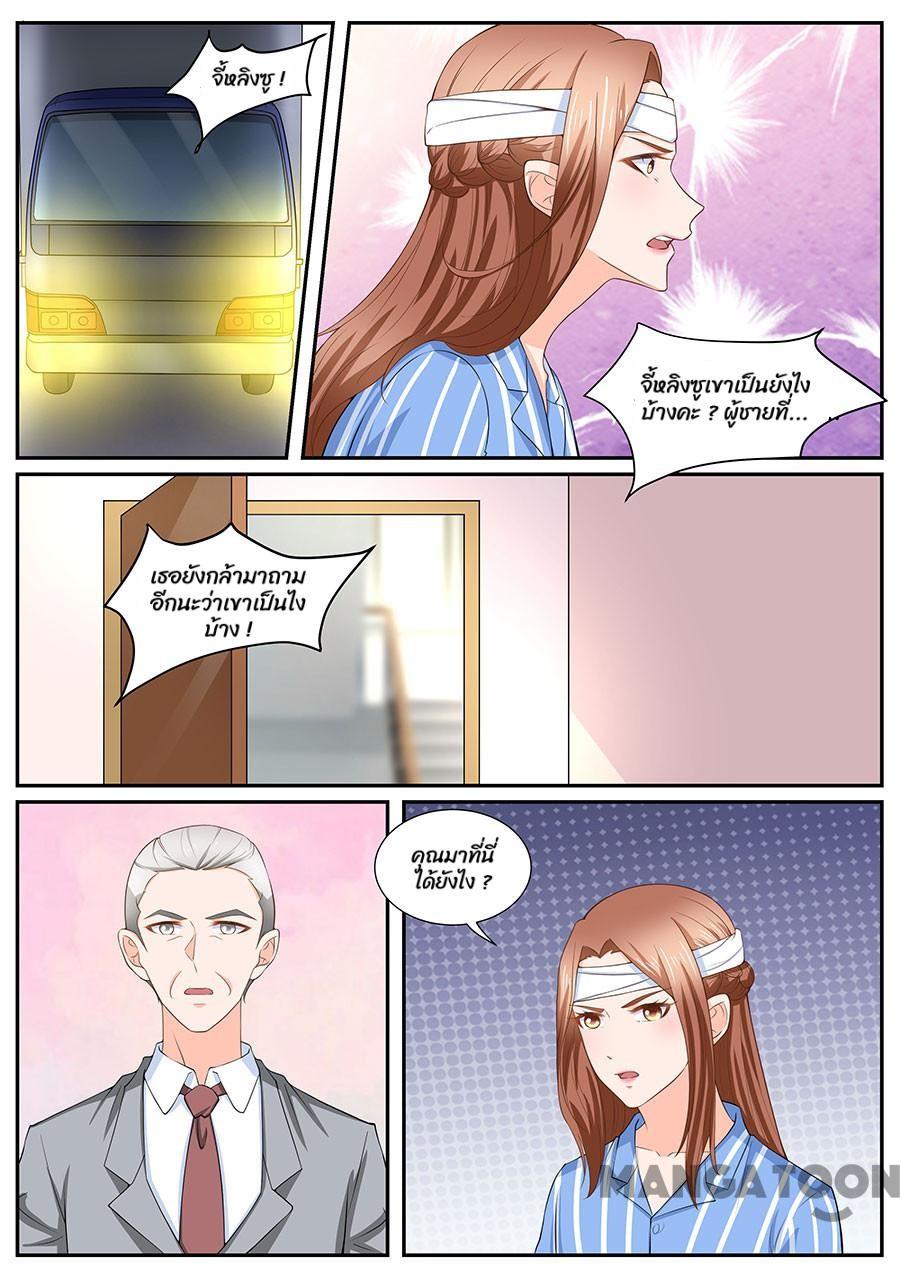 จี้หลิงซู !
จี้หลิงซูเขาเป็นยังไง
บ้างคะ ? ผู้ชายที่...
เธอยังกล้ามาถาม
อีกนะว่าเขาเป็นไง
บ้าง !
คุณมาที่นี่
ได้ยังไง ?
MANGATOON